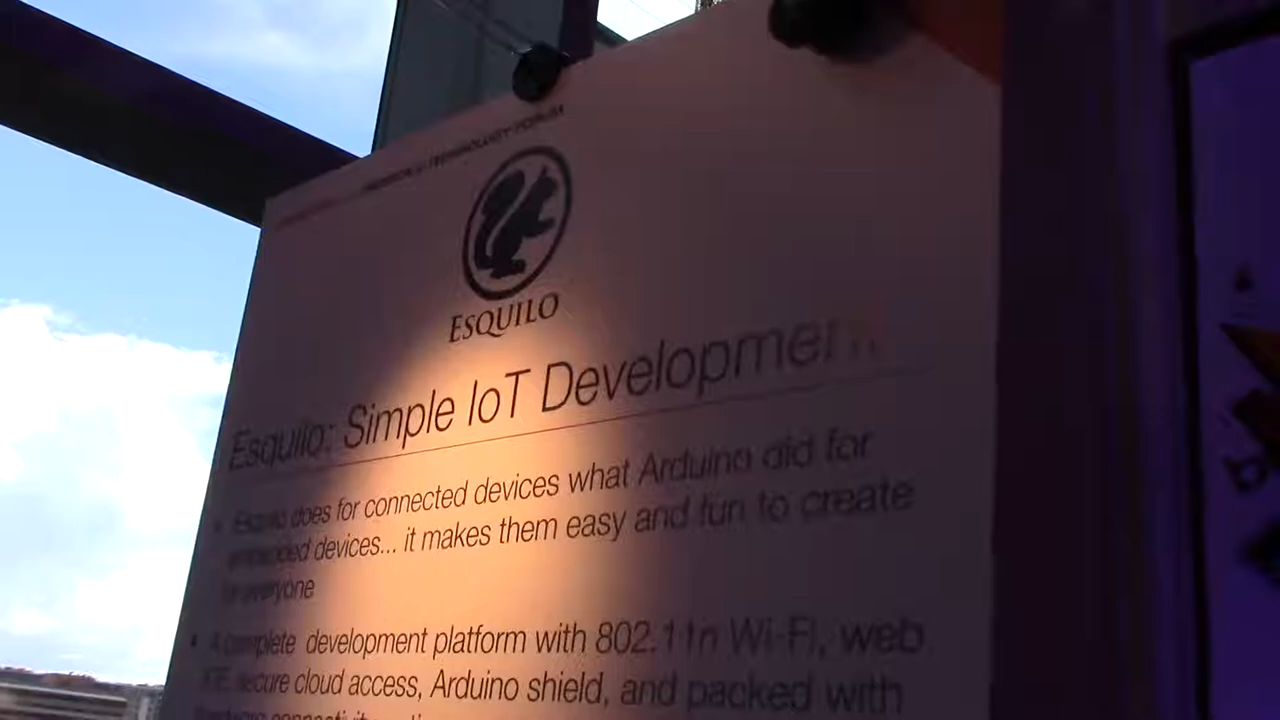 TECHNOLOGY FORUM
ESQUILO
Esquilo: Simple IoT Development
Esquilo does for connected devices what Arduino did for
embedded devices... it makes them easy and fun to create
for everyone
A complete development platform with 802.11n Wi-Fi, web
IDE, secure cloud access, Arduino shield, and packed with